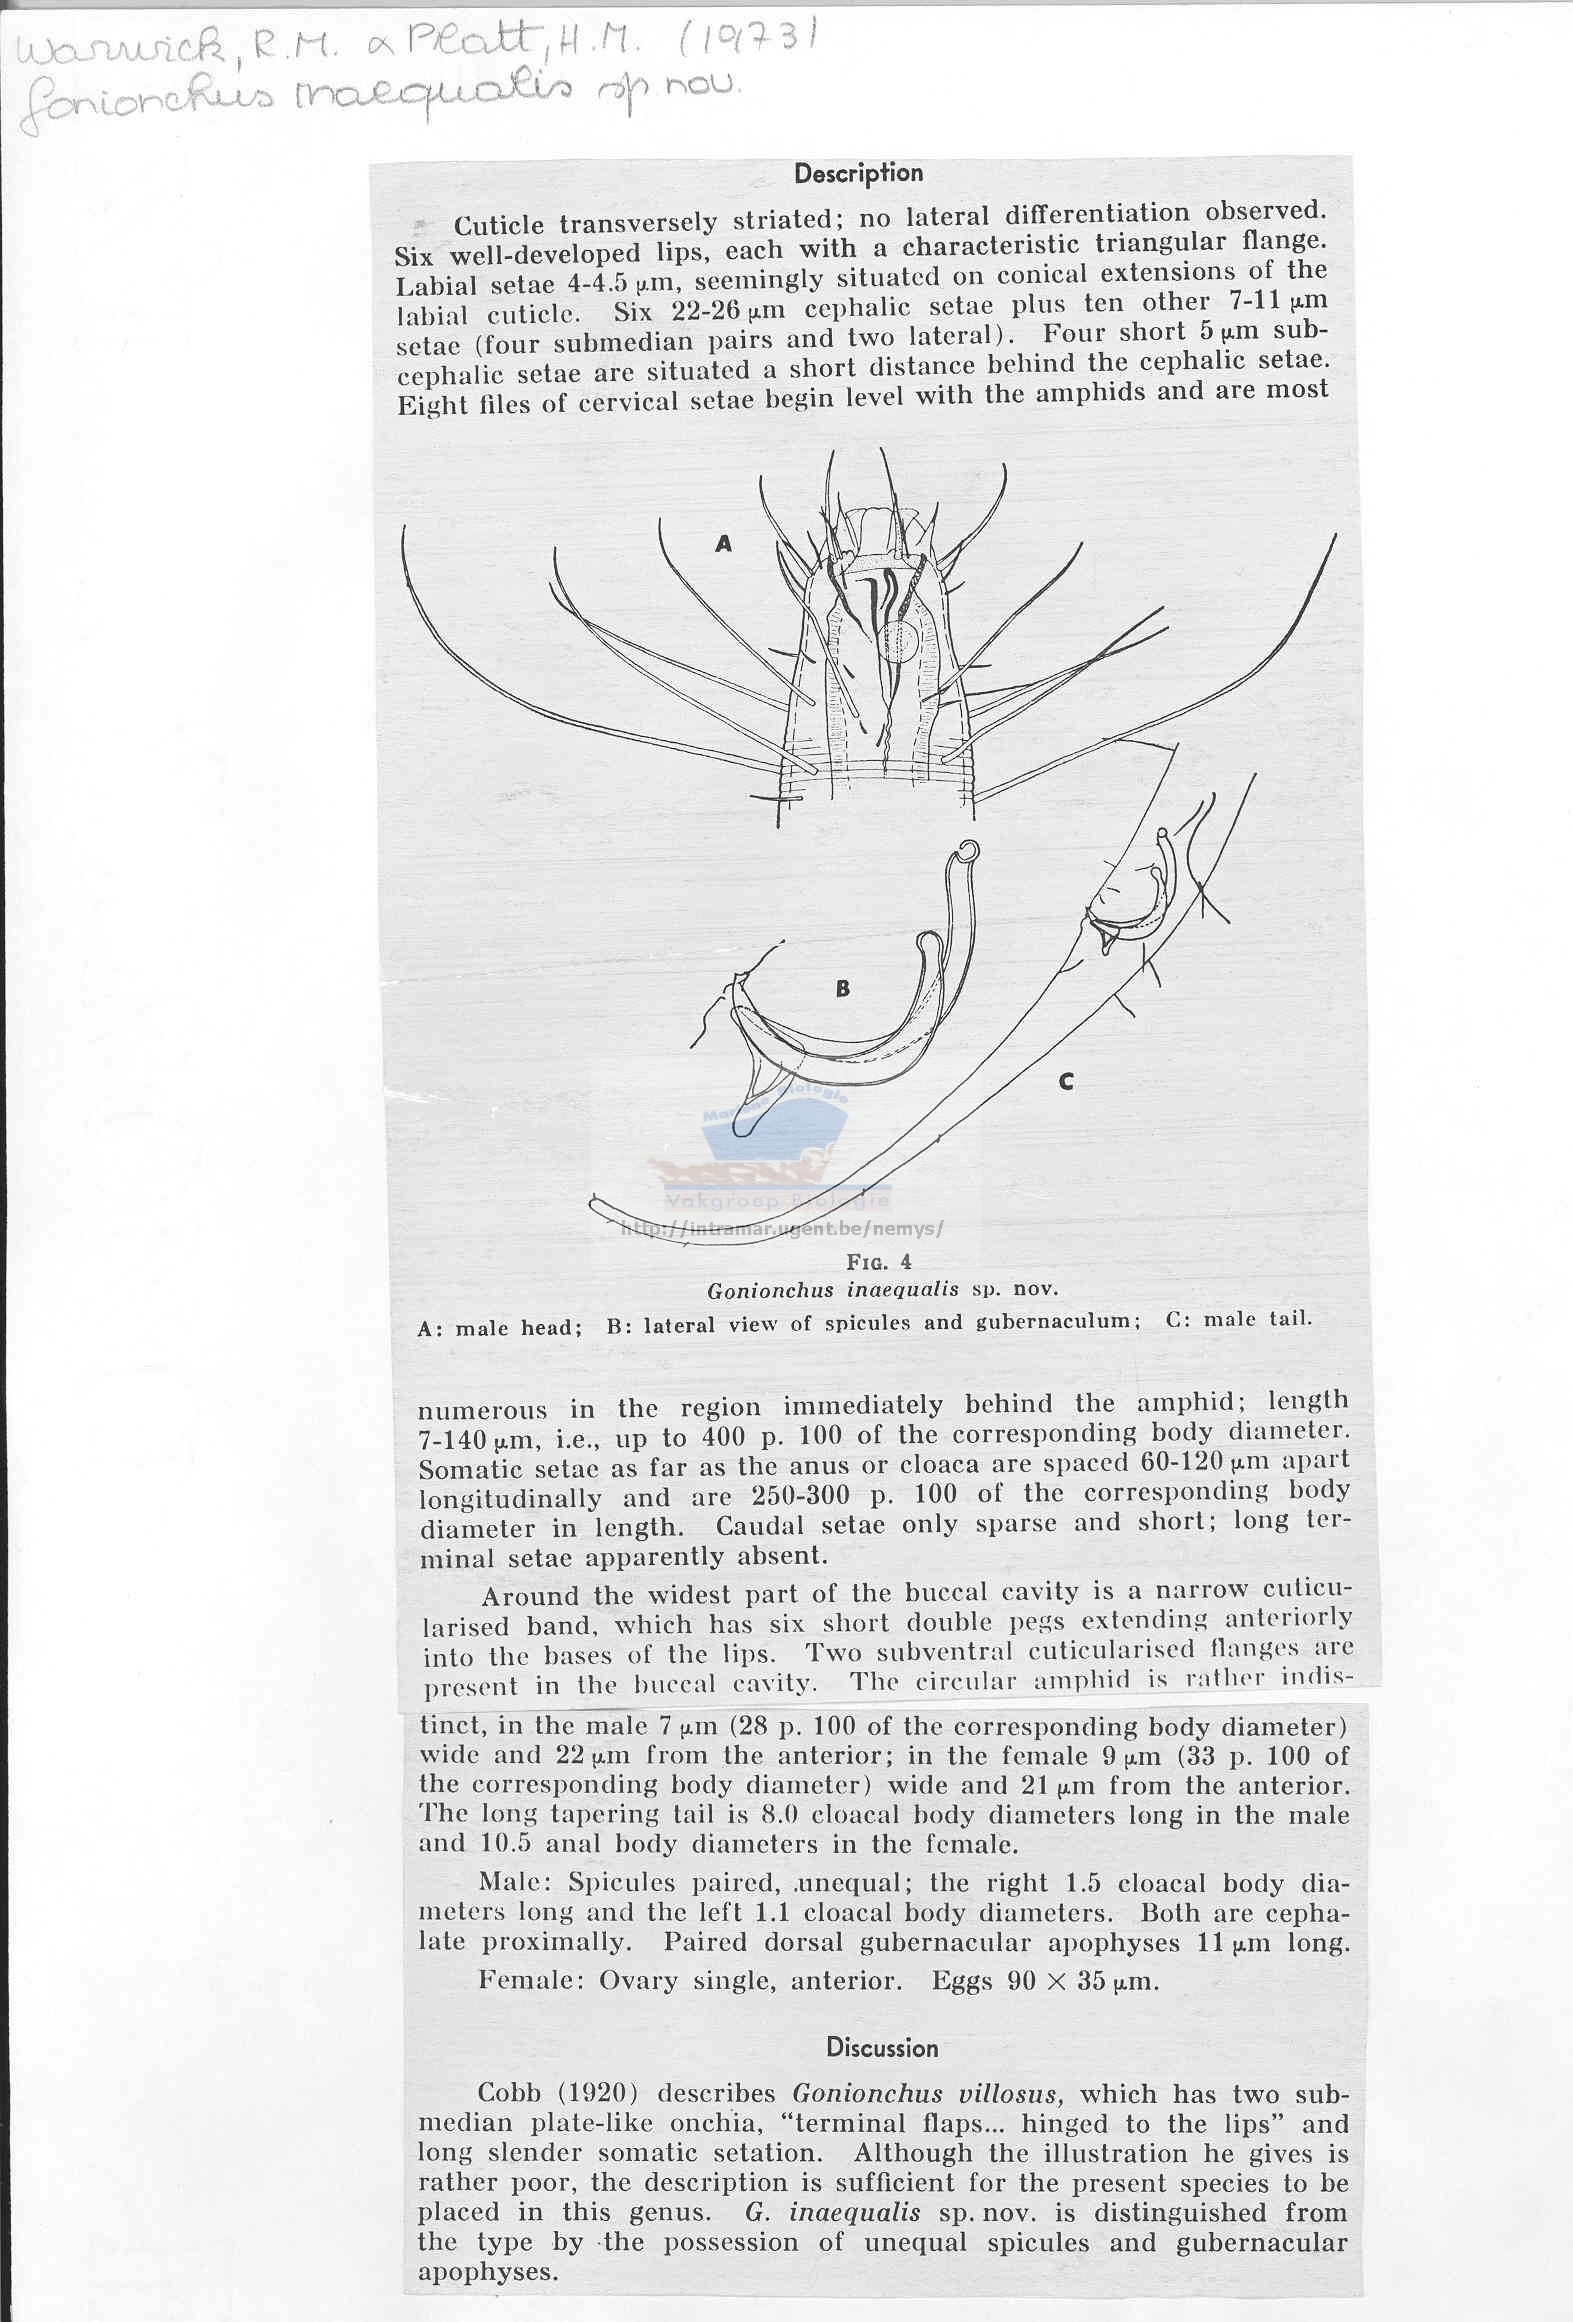 Warwick, R.M. & Platt, H.M. (1973)
Gonionchus inaequalis sp nov.
Description
Cuticle transversely striated; no lateral differentiation observed.
Six well-developed lips, each with a characteristic triangular flange.
Labial setae 4-4.5 µm, seemingly situated on conical extensions of the
labial cuticle. Six 22-26 µm cephalic setae plus ten other 7-11 µm
setae (four submedian pairs and two lateral). Four short 5 µm sub-
cephalic setae are situated a short distance behind the cephalic setae.
Eight files of cervical setae begin level with the amphids and are most
A
B
C
Marine Biologie
Vakgroep Biologie
http://intramar.ugent.be/nemys/
FIG. 4
Gonionchus inaequalis sp. nov.
A: male head; B: lateral view of spicules and gubernaculum; C: male tail.
numerous in the region immediately behind the amphid; length
7-140 µm, i.e., up to 400 p. 100 of the corresponding body diameter.
Somatic setae as far as the anus or cloaca are spaced 60-120 µm apart
longitudinally and are 250-300 p. 100 of the corresponding body
diameter in length. Caudal setae only sparse and short; long ter-
minal setae apparently absent.
Around the widest part of the buccal cavity is a narrow cuticu-
larised band, which has six short double pegs extending anteriorly
into the bases of the lips. Two subventral cuticularised flanges are
present in the buccal cavity. The circular amphid is rather indis-
tinct, in the male 7 µm (28 p. 100 of the corresponding body diameter)
wide and 22 µm from the anterior; in the female 9 µm (33 p. 100 of
the corresponding body diameter) wide and 21 µm from the anterior.
The long tapering tail is 8.0 cloacal body diameters long in the male
and 10.5 anal body diameters in the female.
Male: Spicules paired, unequal; the right 1.5 cloacal body dia-
meters long and the left 1.1 cloacal body diameters. Both are cepha-
late proximally. Paired dorsal gubernacular apophyses 11 µm long.
Female: Ovary single, anterior. Eggs 90 × 35 µm.
Discussion
Cobb (1920) describes Gonionchus villosus, which has two sub-
median plate-like onchia, “terminal flaps... hinged to the lips” and
long slender somatic setation. Although the illustration he gives is
rather poor, the description is sufficient for the present species to be
placed in this genus. G. inaequalis sp. nov. is distinguished from
the type by the possession of unequal spicules and gubernacular
apophyses.